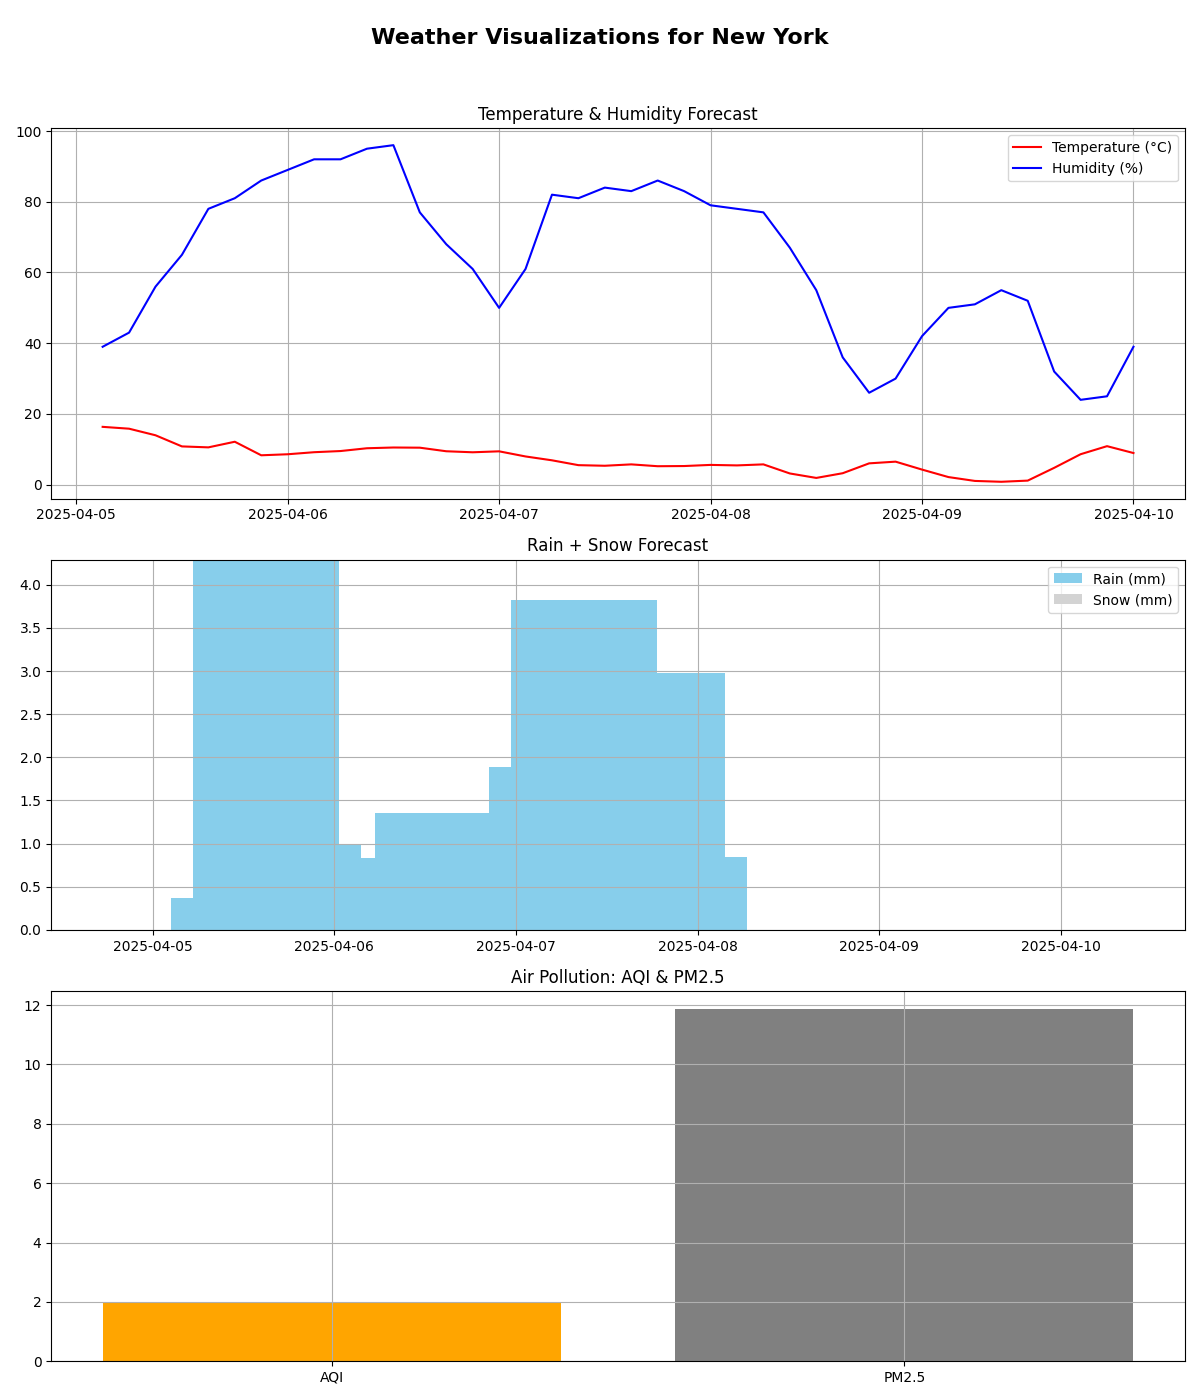 Weather Visualizations for New York
Temperature & Humidity Forecast
100
80
60
40
20
0
Temperature (°C)
Humidity (%)
2025-04-05 2025-04-06 2025-04-07 2025-04-08 2025-04-09 2025-04-10
Rain + Snow Forecast
4.0
3.5
3.0
2.5
2.0
1.5
1.0
0.5
0.0
Rain (mm)
Snow (mm)
2025-04-05 2025-04-06 2025-04-07 2025-04-08 2025-04-09 2025-04-10
Air Pollution: AQI & PM2.5
12
10
8
6
4
2
0
AQI PM2.5